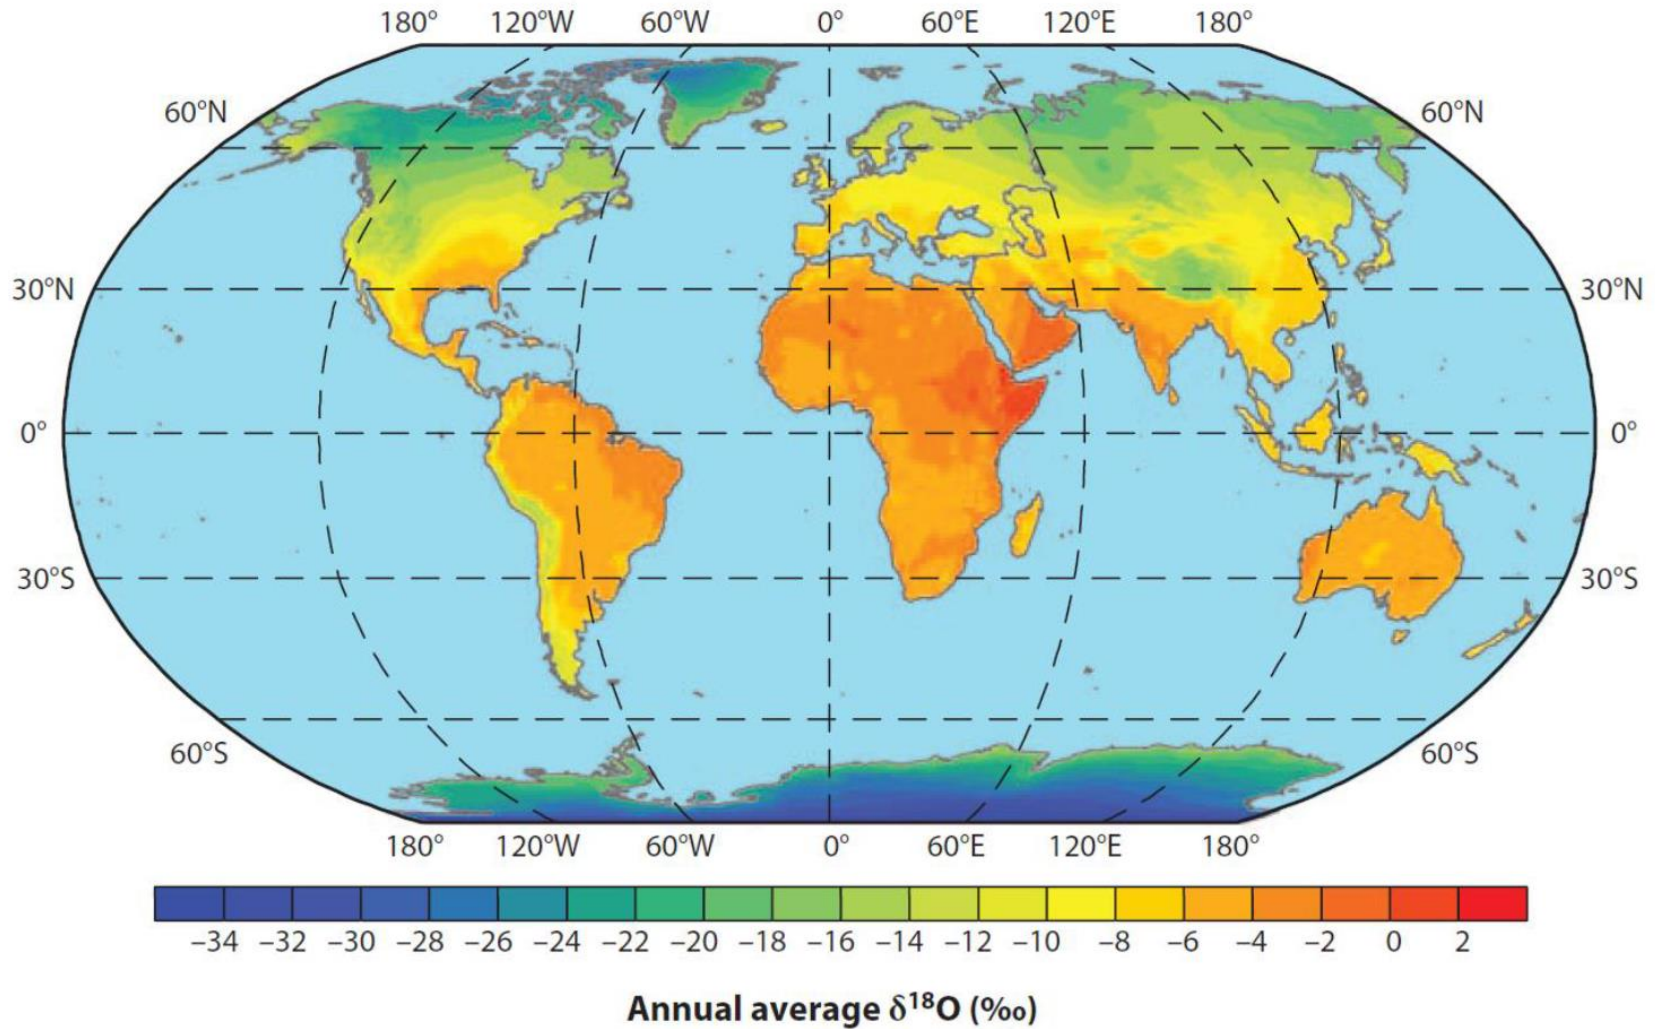 180° 120°W 60°W 0° 60°E 120°E 180°
60°N 60°N
30°N 30°N
0° 0°
30°S 30°S
60°S 60°S
180° 120°W 60°W 0° 60°E 120°E 180°
–34 –32 –30 –28 –26 –24 –22 –20 –18 –16 –14 –12 –10 –8 –6 –4 –2 0 2
Annual average δ¹⁸O (‰)